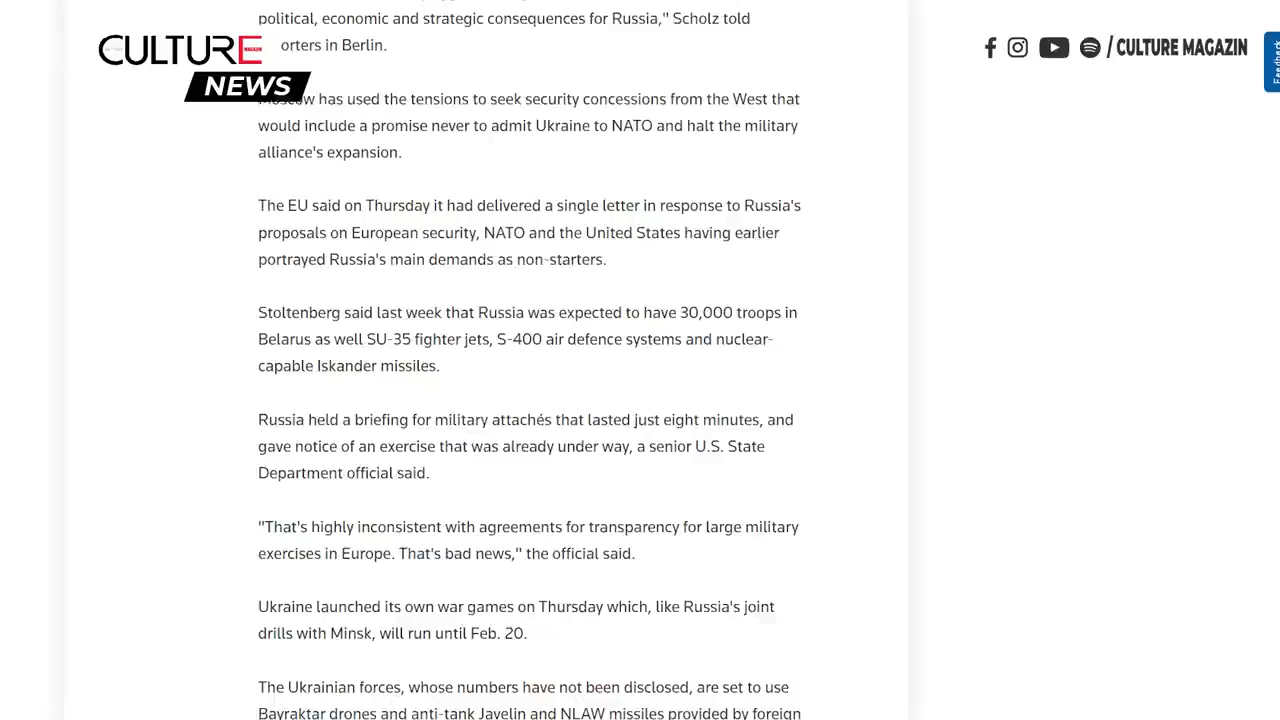 political, economic and strategic consequences for Russia," Scholz told
orters in Berlin.
CULTURE
NEWS
/ CULTURE MAGAZIN
Feedback
Moscow has used the tensions to seek security concessions from the West that
would include a promise never to admit Ukraine to NATO and halt the military
alliance's expansion.
The EU said on Thursday it had delivered a single letter in response to Russia's
proposals on European security, NATO and the United States having earlier
portrayed Russia's main demands as non-starters.
Stoltenberg said last week that Russia was expected to have 30,000 troops in
Belarus as well SU-35 fighter jets, S-400 air defence systems and nuclear-
capable Iskander missiles.
Russia held a briefing for military attachés that lasted just eight minutes, and
gave notice of an exercise that was already under way, a senior U.S. State
Department official said.
"That's highly inconsistent with agreements for transparency for large military
exercises in Europe. That's bad news," the official said.
Ukraine launched its own war games on Thursday which, like Russia's joint
drills with Minsk, will run until Feb. 20.
The Ukrainian forces, whose numbers have not been disclosed, are set to use
Bayraktar drones and anti-tank Javelin and NLAW missiles provided by foreign